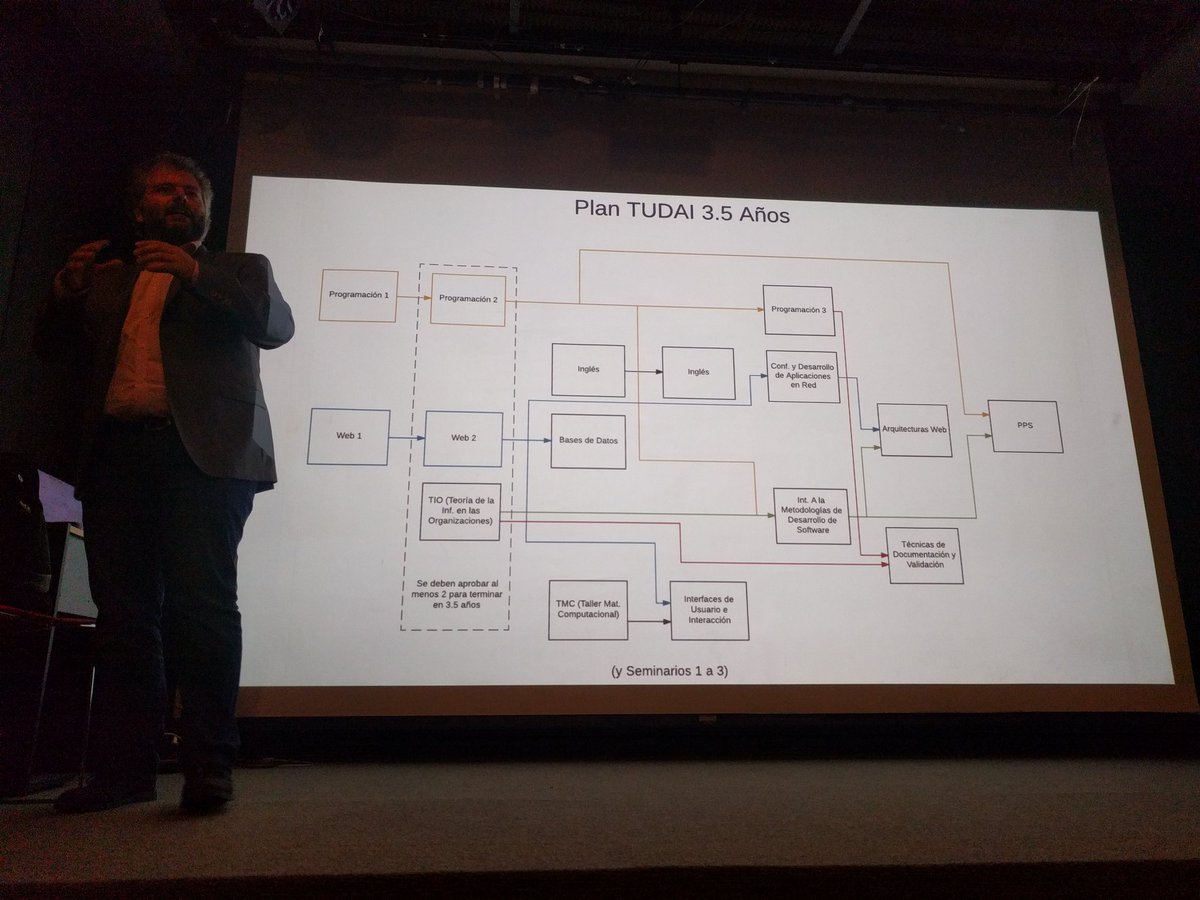 Plan TUDAI 3.5 Años
Programación 1
Programación 2
Programación 3
Inglés
Inglés
Conf. y Desarrollo
de Aplicaciones
en Red
Web 1
Web 2
Bases de Datos
Arquitecturas Web
PPS
TIO (Teoría de la
Inf. en las
Organizaciones)
Int. A la
Metodologías de
Desarrollo de
Software
Técnicas de
Documentación y
Validación
Se deben aprobar al
menos 2 para terminar
en 3.5 años
TMC (Taller Mat.
Computacional)
Interfaces de
Usuario e
Interacción
(y Seminarios 1 a 3)